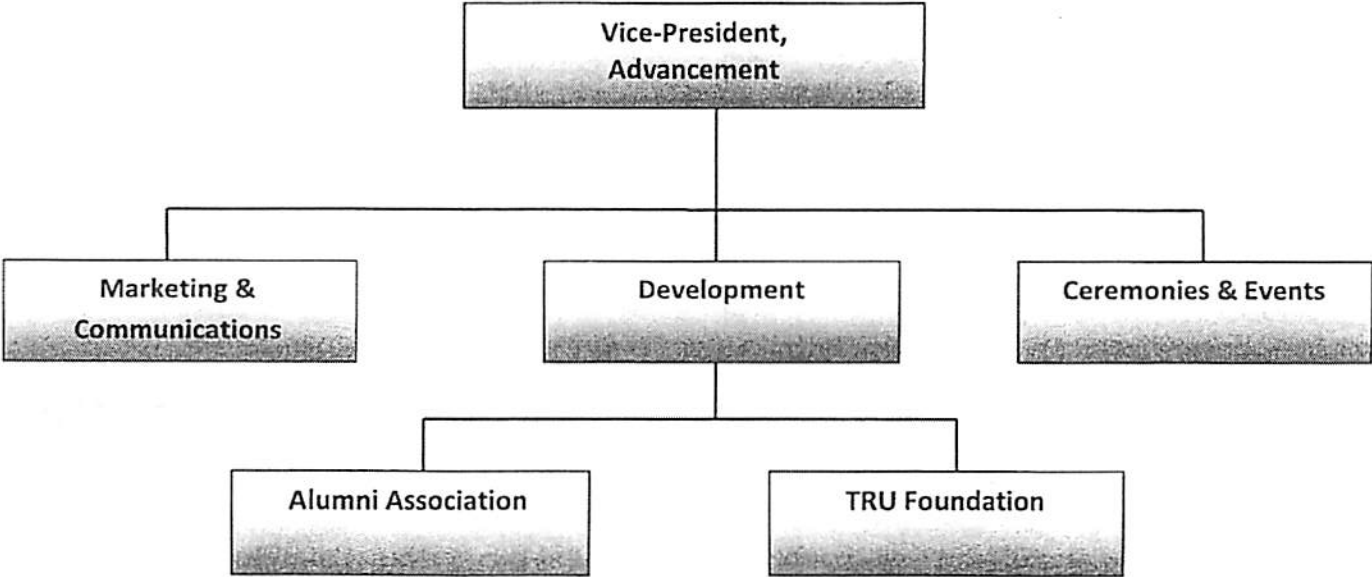 Vice-President,
Advancement
Marketing &
Communications
Development
Ceremonies & Events
Alumni Association
TRU Foundation